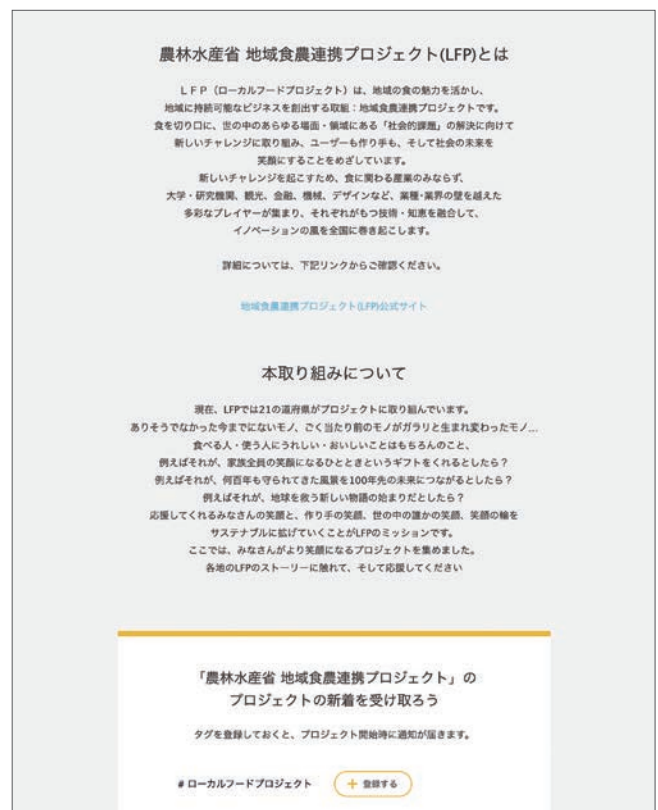 農林水産省 地域食農連携プロジェクト(LFP)とは
ＬＦＰ（ローカルフードプロジェクト）は、地域の食の魅力を活かし、
地域に持続可能なビジネスを創出する取組：地域食農連携プロジェクトです。
食を切り口に、世の中のあらゆる場面・領域にある「社会的課題」の解決に向けて
新しいチャレンジに取り組み、ユーザーも作り手も、そして社会の未来を
笑顔にすることをめざしています。
新しいチャレンジを起こすため、食に関わる産業のみならず、
大学・研究機関、観光、金融、機械、デザインなど、業種・業界の壁を越えた
多彩なプレイヤーが集まり、それぞれがもつ技術・知恵を融合して、
イノベーションの風を全国に巻き起こします。
詳細については、下記リンクからご確認ください。
地域食農連携プロジェクト(LFP)公式サイト
本取り組みについて
現在、LFPでは21の道府県がプロジェクトに取り組んでいます。
ありそうでなかった今までにないモノ、ごく当たり前のモノがガラリと生まれ変わったモノ…
食べる人・使う人にうれしい・おいしいことはもちろんのこと、
例えばそれが、家族全員の笑顔になるひとときというギフトをくれるとしたら？
例えばそれが、何百年も守られてきた風景を100年先の未来につながるとしたら？
例えばそれが、地球を救う新しい物語の始まりだとしたら？
応援してくれるみなさんの笑顔と、作り手の笑顔、世の中の誰かの笑顔、笑顔の輪を
サステナブルに拡げていくことがLFPのミッションです。
ここでは、みなさんがより笑顔になるプロジェクトを集めました。
各地のLFPのストーリーに触れて、そして応援してください
「農林水産省 地域食農連携プロジェクト」の
プロジェクトの新着を受け取ろう
タグを登録しておくと、プロジェクト開始時に通知が届きます。
# ローカルフードプロジェクト ＋ 登録する